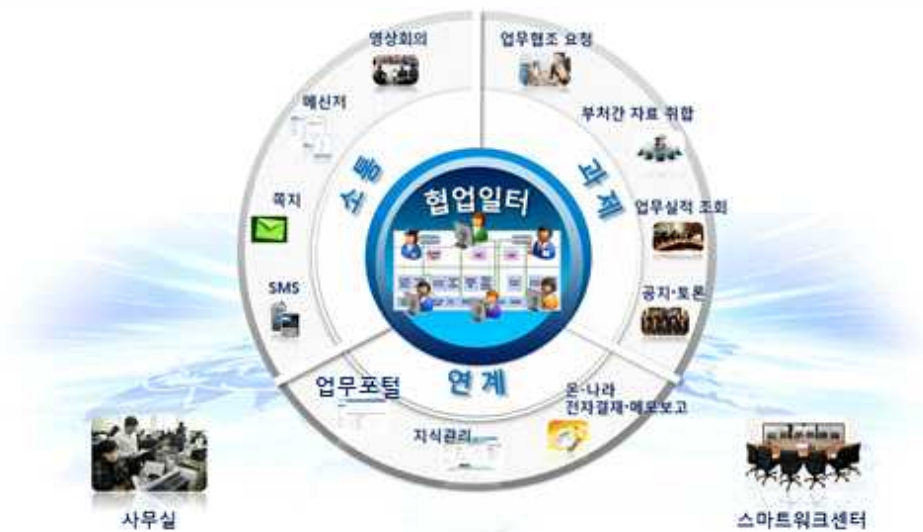 영상회의
업무협조 요청
메신저
부처간 자료 취합
소통
과제
협업일터
쪽지
업무실적 조회
SMS
공지·토론
연계
업무포털
온-나라
전자결재·메모보고
지식관리
사무실
스마트워크센터